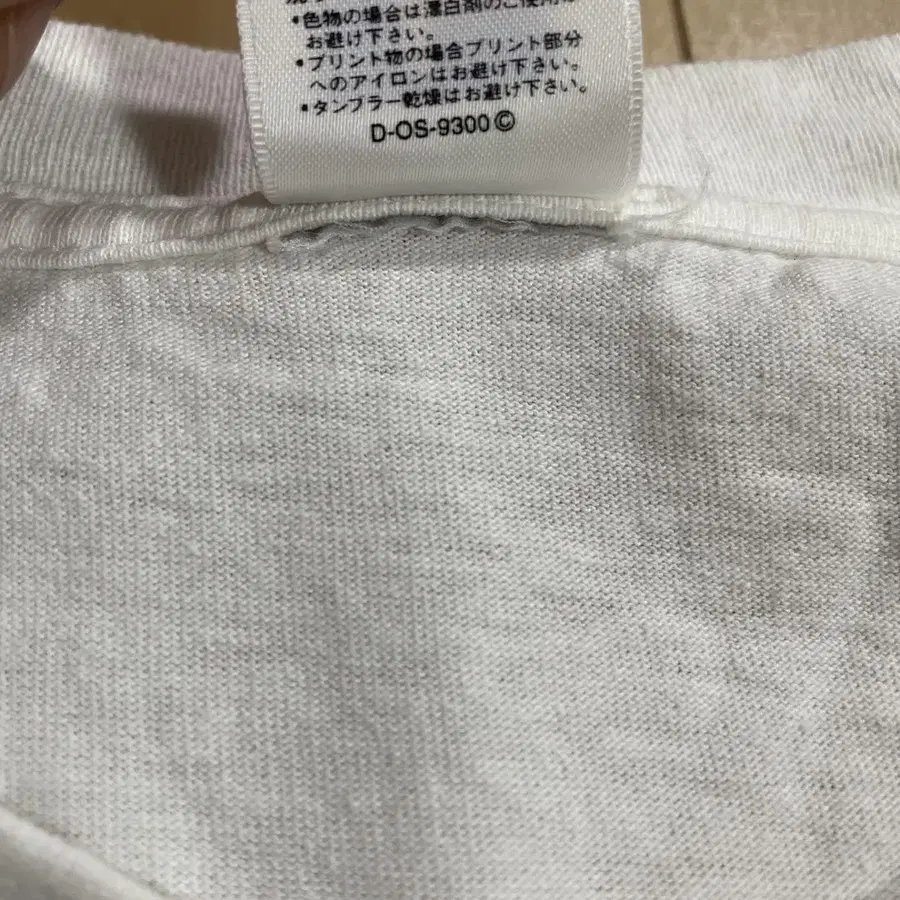 •色物の場合は漂白剤のご使用は
お避け下さい。
•プリント物の場合プリント部分
へのアイロンはお避け下さい。
•タンブラー乾燥はお避け下さい。
D-OS-9300©